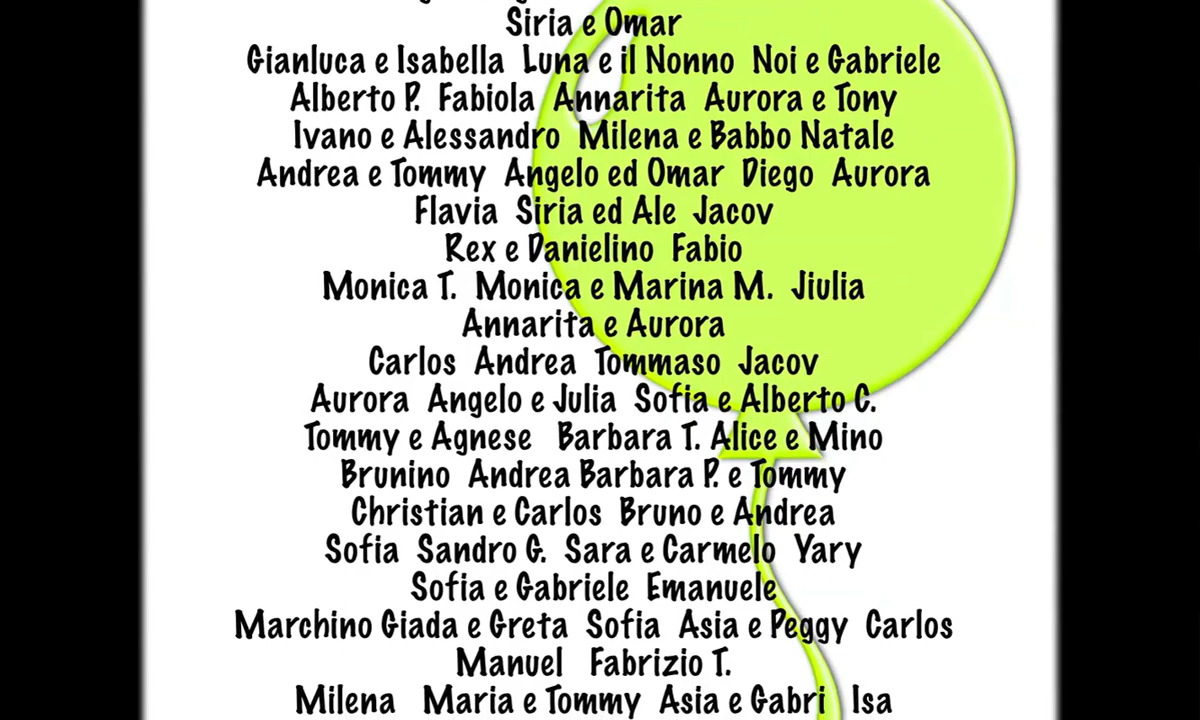 Siria e Omar
Gianluca e Isabella Luna e il Nonno Noi e Gabriele
Alberto P. Fabiola Annarita Aurora e Tony
Ivano e Alessandro Milena e Babbo Natale
Andrea e Tommy Angelo ed Omar Diego Aurora
Flavia Siria ed Ale Jacov
Rex e Danielino Fabio
Monica T. Monica e Marina M. Jiulia
Annarita e Aurora
Carlos Andrea Tommaso Jacov
Aurora Angelo e Julia Sofia e Alberto C.
Tommy e Agnese Barbara T. Alice e Mino
Brunino Andrea Barbara P. e Tommy
Christian e Carlos Bruno e Andrea
Sofia Sandro G. Sara e Carmelo Yary
Sofia e Gabriele Emanuele
Marchino Giada e Greta Sofia Asia e Peggy Carlos
Manuel Fabrizio T.
Milena Maria e Tommy Asia e Gabri Isa